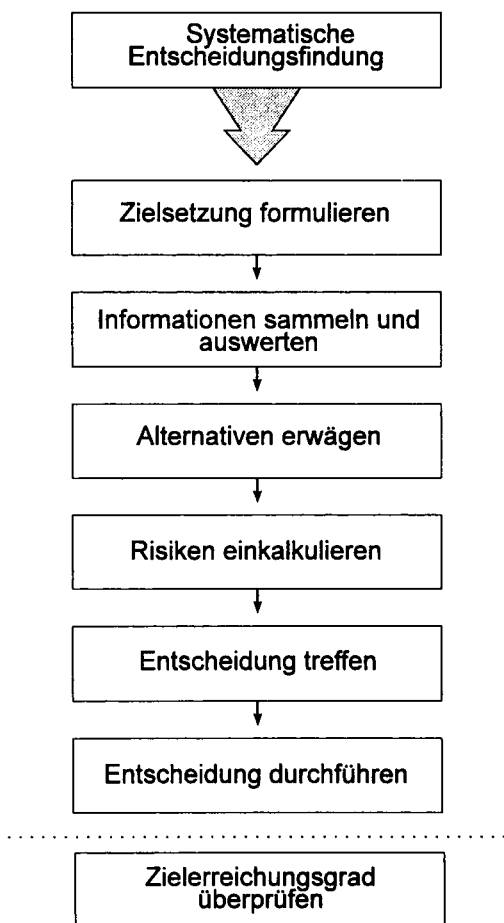 Systematische
Entscheidungsfindung
Zielsetzung formulieren
Informationen sammeln und
auswerten
Alternativen erwägen
Risiken einkalkulieren
Entscheidung treffen
Entscheidung durchführen
Zielerreichungsgrad
überprüfen